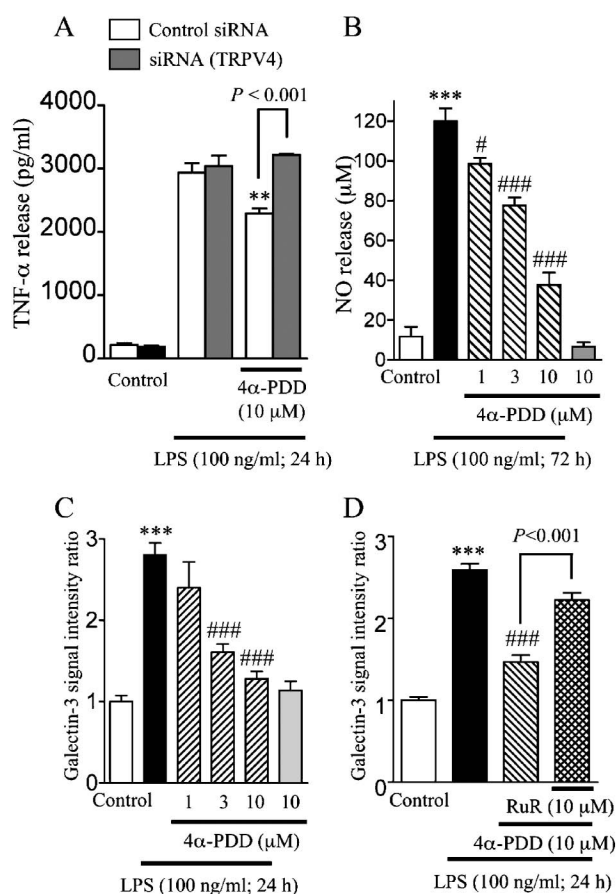 A
Control siRNA
siRNA (TRPV4)
P < 0.001
4000
3000
2000
1000
0
TNF-α release (pg/ml)
**
Control
4α-PDD
(10 μM)
LPS (100 ng/ml; 24 h)
B
***
#
###
###
120
100
80
60
40
20
0
NO release (μM)
Control
1 3 10 10
4α-PDD (μM)
LPS (100 ng/ml; 72 h)
C
***
###
###
3
2
1
0
Galectin-3 signal intensity ratio
Control
1 3 10 10
4α-PDD (μM)
LPS (100 ng/ml; 24 h)
D
P<0.001
***
###
3
2
1
0
Galectin-3 signal intensity ratio
Control
RuR (10 μM)
4α-PDD (10 μM)
LPS (100 ng/ml; 24 h)